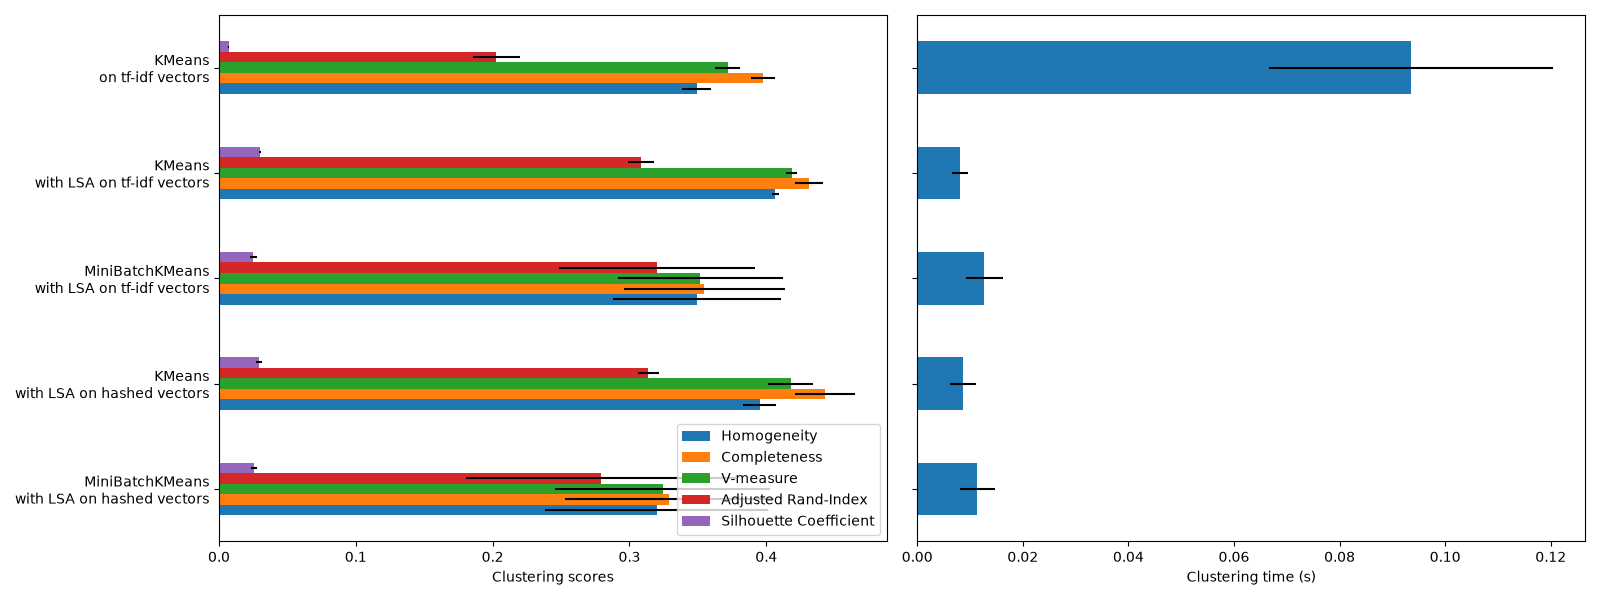 KMeans
on tf-idf vectors
KMeans
with LSA on tf-idf vectors
MiniBatchKMeans
with LSA on tf-idf vectors
KMeans
with LSA on hashed vectors
MiniBatchKMeans
with LSA on hashed vectors
Homogeneity
Completeness
V-measure
Adjusted Rand-Index
Silhouette Coefficient
0.0 0.1 0.2 0.3 0.4
Clustering scores
0.00 0.02 0.04 0.06 0.08 0.10 0.12
Clustering time (s)